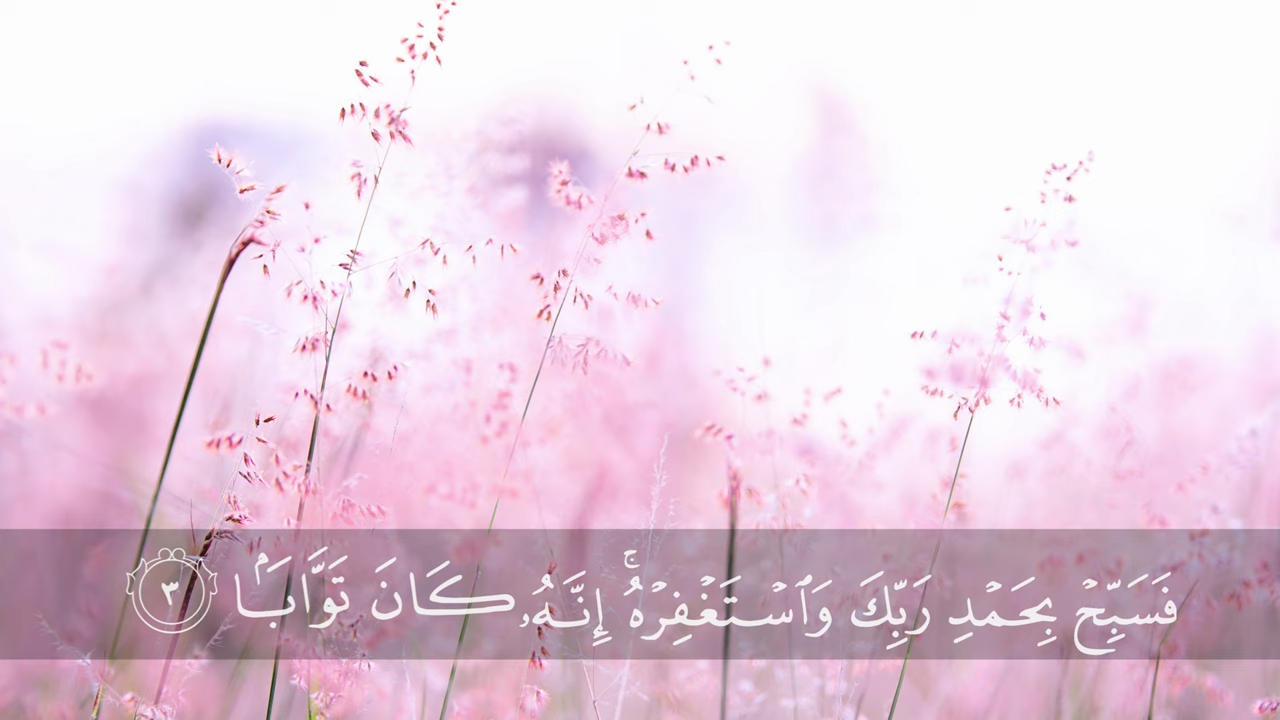 فَسَبِّحۡ بِحَمۡدِ رَبِّكَ وَٱسۡتَغۡفِرۡهُۚ إِنَّهُۥ كَانَ تَوَّابَۢا ٣